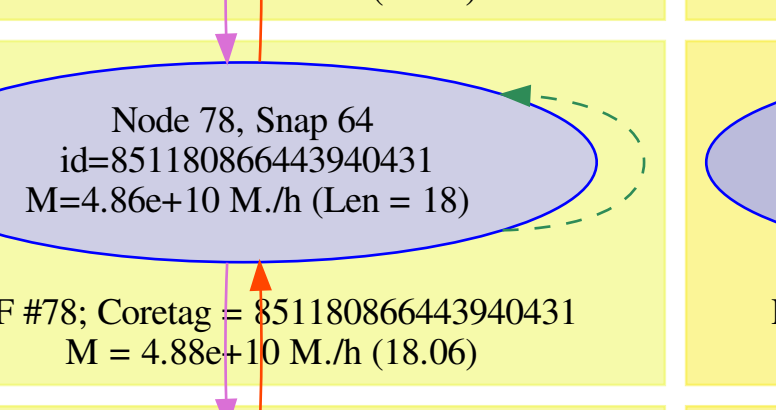 Node 78, Snap 64
id=851180866443940431
M=4.86e+10 M./h (Len = 18)
F #78; Coretag = 851180866443940431
M = 4.88e+10 M./h (18.06)